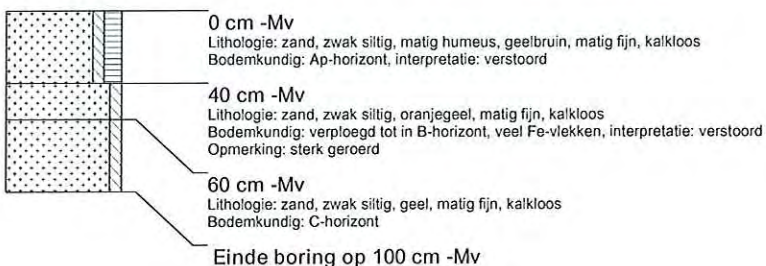 0 cm -Mv
Lithologie: zand, zwak siltig, matig humeus, geelbruin, matig fijn, kalkloos
Bodemkundig: Ap-horizont, interpretatie: verstoord
40 cm -Mv
Lithologie: zand, zwak siltig, oranjegeel, matig fijn, kalkloos
Bodemkundig: verploegd tot in B-horizont, veel Fe-vlekken, interpretatie: verstoord
Opmerking: sterk geroerd
60 cm -Mv
Lithologie: zand, zwak siltig, geel, matig fijn, kalkloos
Bodemkundig: C-horizont
Einde boring op 100 cm -Mv